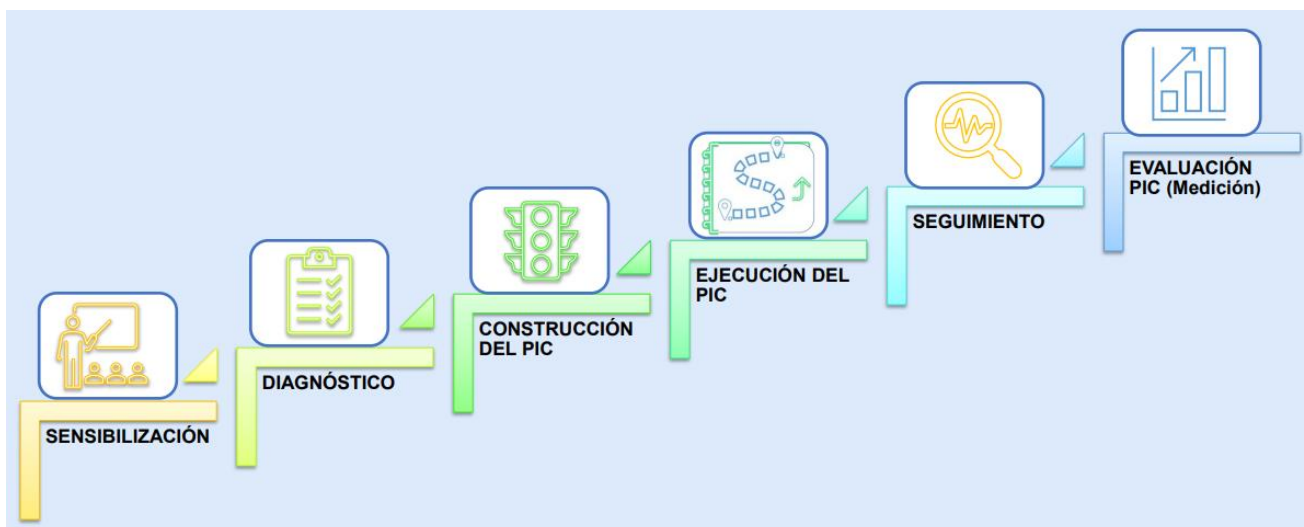 SENSIBILIZACIÓN
DIAGNÓSTICO
CONSTRUCCIÓN
DEL PIC
EJECUCIÓN DEL
PIC
SEGUIMIENTO
EVALUACIÓN
PIC (Medición)